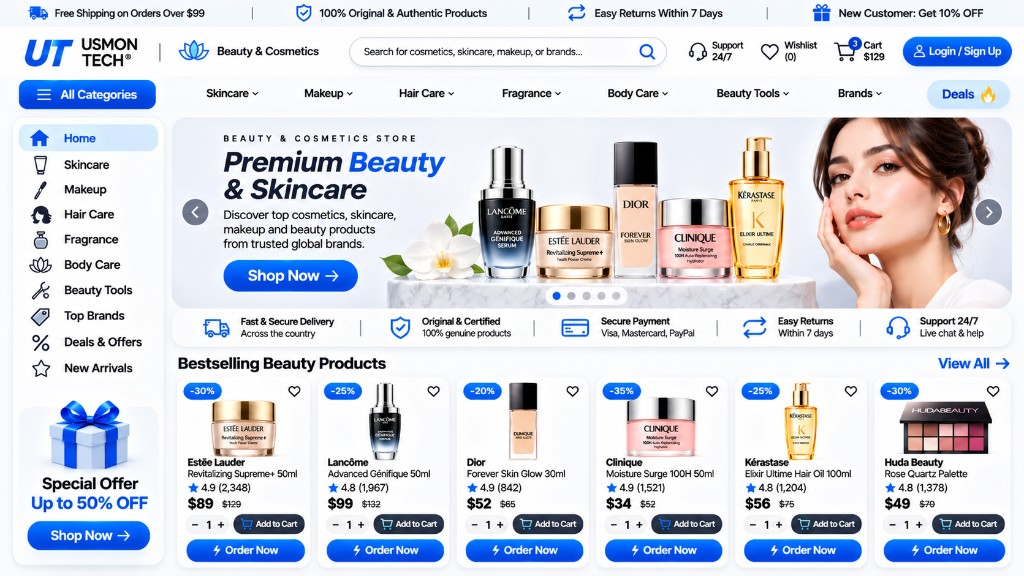 Free Shipping on Orders Over $99
100% Original & Authentic Products
Easy Returns Within 7 Days
New Customer: Get 10% OFF
UT USMON TECH®
Beauty & Cosmetics
Search for cosmetics, skincare, makeup, or brands...
Support 24/7
Wishlist (0)
3
Cart $129
Login / Sign Up
All Categories
Skincare
Makeup
Hair Care
Fragrance
Body Care
Beauty Tools
Brands
Deals
Home
Skincare
Makeup
Hair Care
Fragrance
Body Care
Beauty Tools
Top Brands
Deals & Offers
New Arrivals
Special Offer
Up to 50% OFF
Shop Now →
BEAUTY & COSMETICS STORE
Premium Beauty
& Skincare
Discover top cosmetics, skincare,
makeup and beauty products
from trusted global brands.
Shop Now →
LANCÔME
ADVANCED
GÉNIFIQUE
SERUM
ESTĒE LAUDER
Revitalizing Supreme+
DIOR
FOREVER
SKIN GLOW
CLINIQUE
Moisture Surge
KÉRASTASE
PARIS
K
ELIXIR ULTIME
Fast & Secure Delivery
Across the country
Original & Certified
100% genuine products
Secure Payment
Visa, Mastercard, PayPal
Easy Returns
Within 7 days
Support 24/7
Live chat & help
Bestselling Beauty Products
View All →
-30%
ESTĒE LAUDER
Revitalizing Supreme+
Estēe Lauder
Revitalizing Supreme+ 50ml
4.9 (2,348)
$89 $129
− 1 +
Add to Cart
Order Now
-25%
LANCÔME
Lancôme
Advanced Génifique 50ml
4.8 (1,967)
$99 $132
− 1 +
Add to Cart
Order Now
-20%
Dior
Forever Skin Glow 30ml
4.9 (842)
$52 $65
− 1 +
Add to Cart
Order Now
-35%
CLINIQUE
Moisture Surge
Clinique
Moisture Surge 100H 50ml
4.9 (1,521)
$34 $52
− 1 +
Add to Cart
Order Now
-25%
KÉRASTASE
K
Kérastase
Elixir Ultime Hair Oil 100ml
4.8 (1,204)
$56 $75
− 1 +
Add to Cart
Order Now
-30%
HUDABEAUTY
Huda Beauty
Rose Quartz Palette
4.8 (1,378)
$49 $70
− 1 +
Add to Cart
Order Now